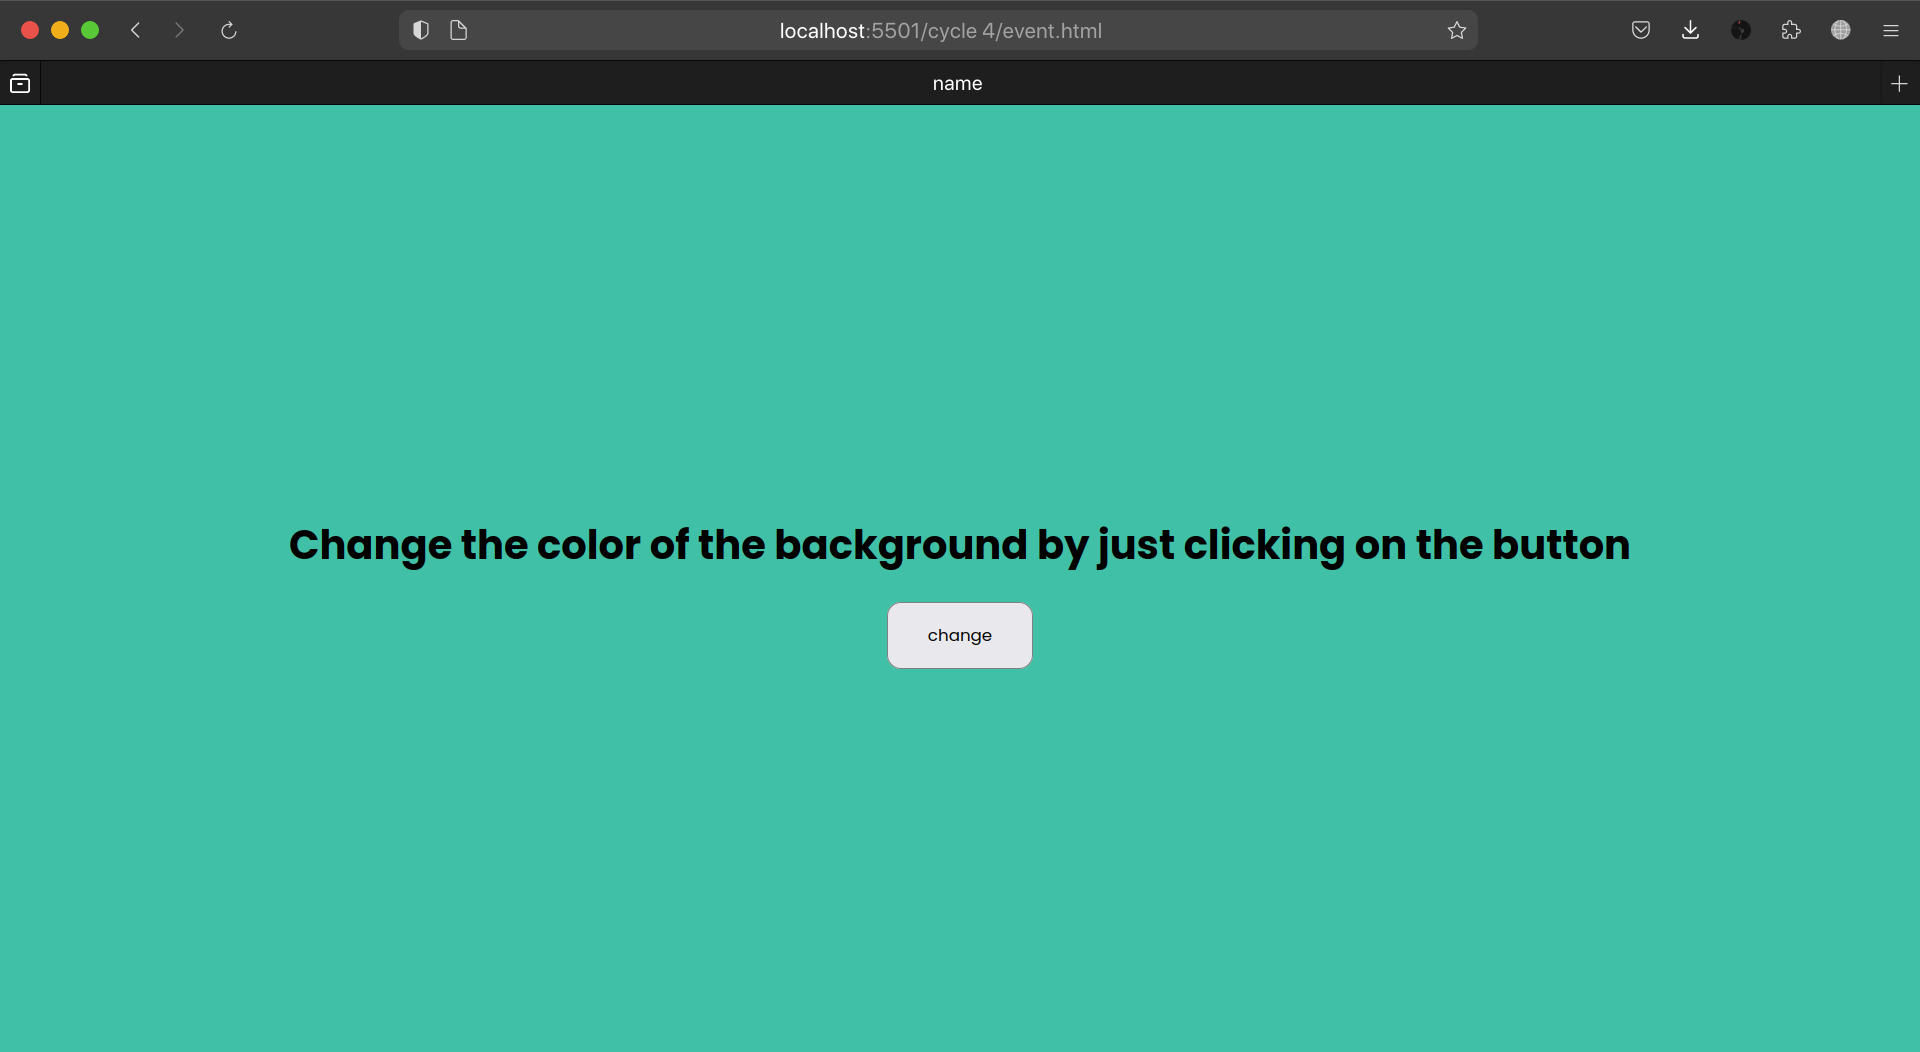 localhost:5501/cycle 4/event.html
name
Change the color of the background by just clicking on the button
change